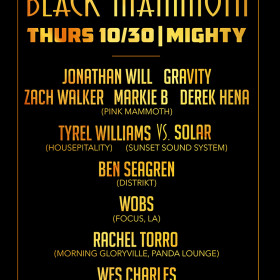 BLACK MAMMOTH
THURS 10/30 | MIGHTY
JONATHAN WILL GRAVITY
ZACH WALKER MARKIE B DEREK HENA
(PINK MAMMOTH)
TYREL WILLIAMS VS. SOLAR
(HOUSEPITALITY) (SUNSET SOUND SYSTEM)
BEN SEAGREN
(DISTRIKT)
WOBS
(FOCUS, LA)
RACHEL TORRO
(MORNING GLORYVILLE, PANDA LOUNGE)
WES CHARLES